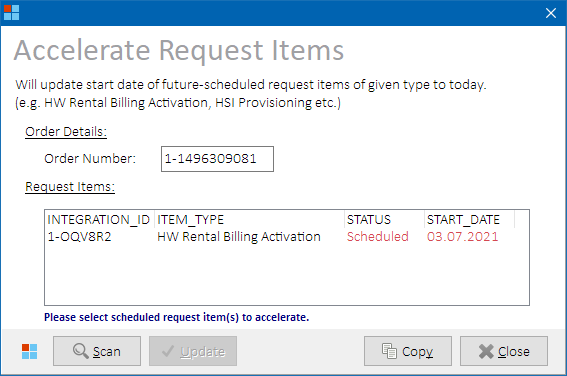 Accelerate Request Items
Will update start date of future-scheduled request items of given type to today.
(e.g. HW Rental Billing Activation, HSI Provisioning etc.)
Order Details:
Order Number: 1-1496309081
Request Items:
INTEGRATION_ID ITEM_TYPE STATUS START_DATE
1-OQV8R2 HW Rental Billing Activation Scheduled 03.07.2021
Please select scheduled request item(s) to accelerate.
Scan Update Copy Close